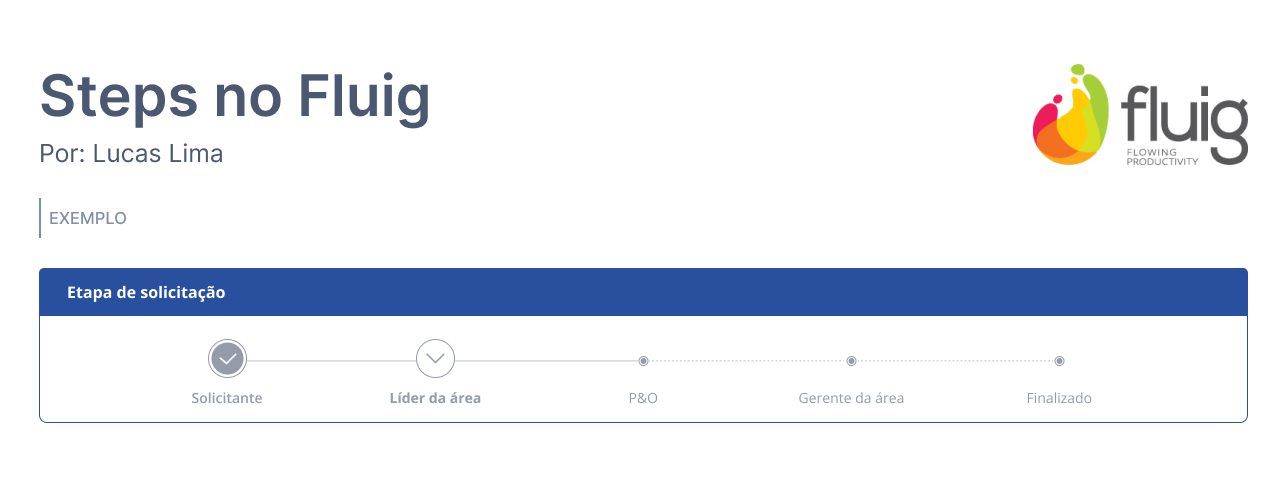 Steps no Fluig
Por: Lucas Lima
fluig
FLOWING
PRODUCTIVITY
EXEMPLO
Etapa de solicitação
Solicitante
Líder da área
P&O
Gerente da área
Finalizado